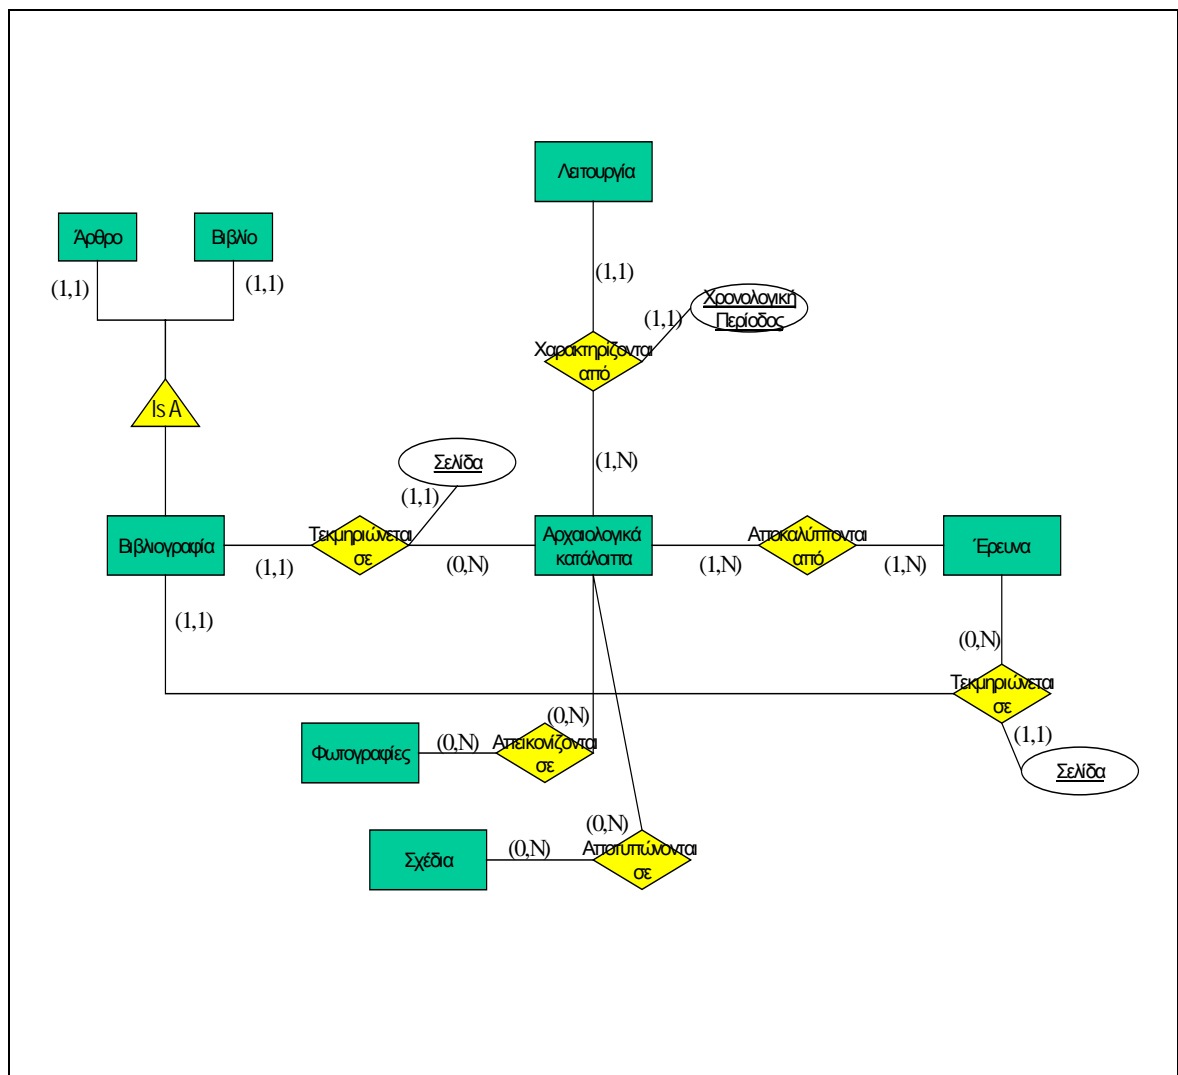 Λειτουργία
Άρθρο
Βιβλίο
(1,1)
(1,1)
(1,1)
Χρονολογική
Περίοδος
(1,1)
Χαρακτηρίζονται
από
Is A
Σελίδα
(1,N)
(1,1)
Βιβλιογραφία
Τεκμηριώνεται
σε
Αρχαιολογικά
κατάλοιπα
Αποκαλύπτονται
από
Έρευνα
(1,1)
(0,N)
(1,N)
(1,N)
(1,1)
(0,N)
Τεκμηριώνεται
σε
(0,N)
Φωτογραφίες
(0,N)
Απεικονίζονται
σε
(1,1)
Σελίδα
(0,N)
Σχέδια
(0,N)
Αποτυπώνονται
σε